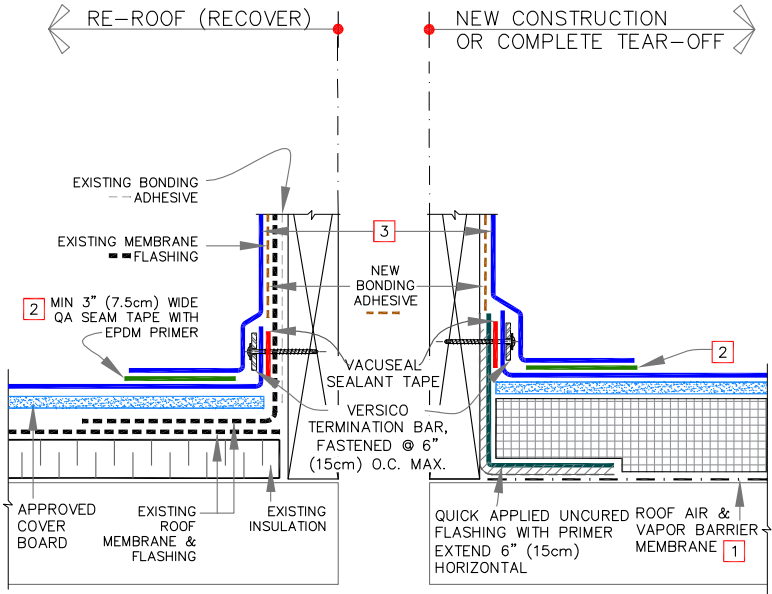 RE-ROOF (RECOVER)
NEW CONSTRUCTION
OR COMPLETE TEAR-OFF
EXISTING BONDING
ADHESIVE
EXISTING MEMBRANE
FLASHING
3
NEW
BONDING
ADHESIVE
2 MIN 3" (7.5cm) WIDE
QA SEAM TAPE WITH
EPDM PRIMER
2
VACUSEAL
SEALANT TAPE
VERSICO
TERMINATION BAR,
FASTENED @ 6"
(15cm) O.C. MAX.
APPROVED
COVER
BOARD
EXISTING
ROOF
MEMBRANE &
FLASHING
EXISTING
INSULATION
QUICK APPLIED UNCURED
FLASHING WITH PRIMER
EXTEND 6" (15cm)
HORIZONTAL
ROOF AIR &
VAPOR BARRIER
MEMBRANE 1